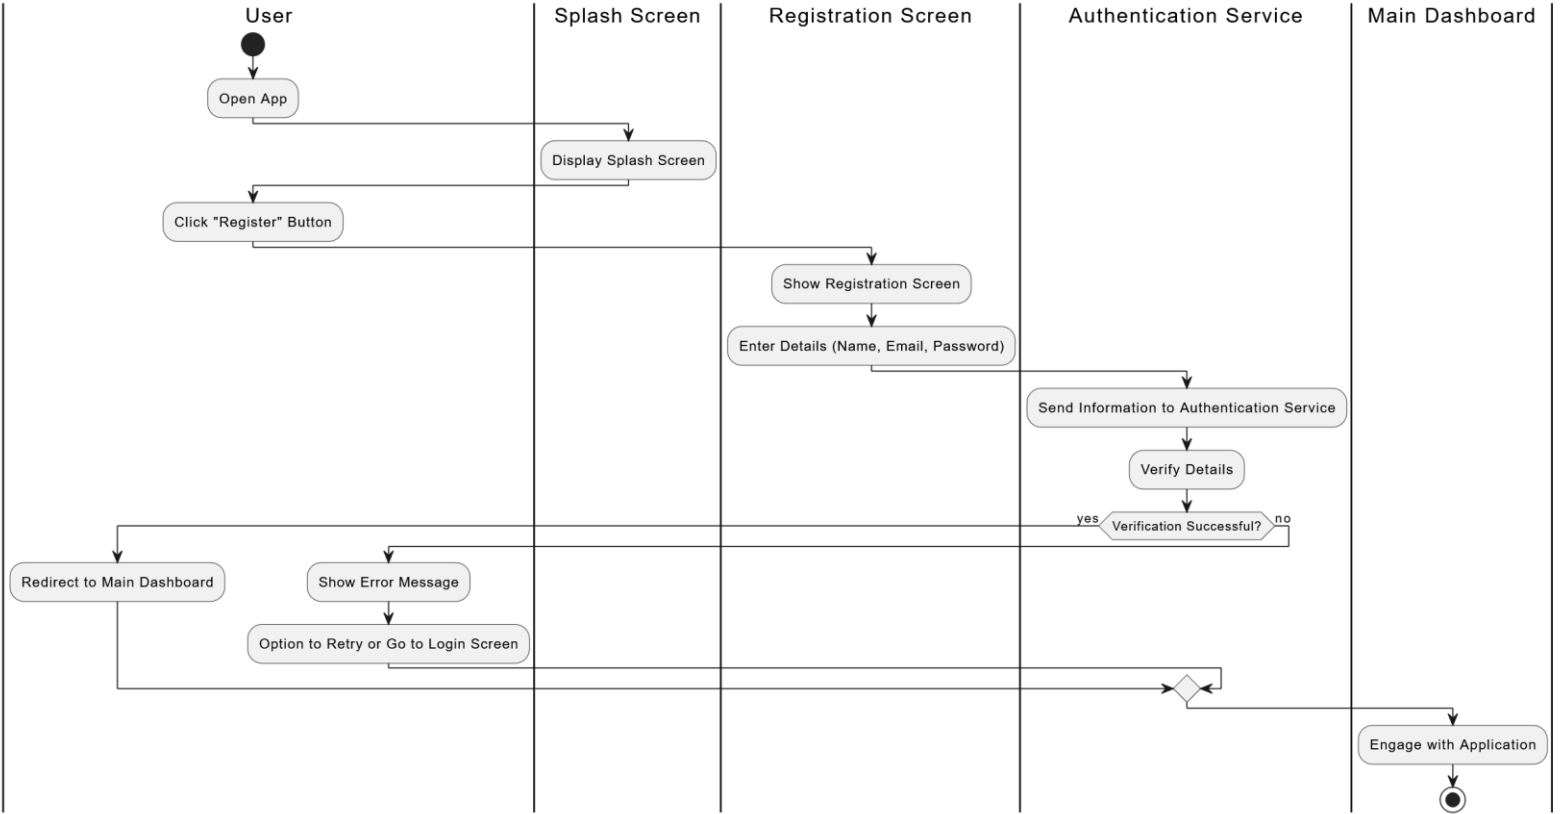 User
Splash Screen
Registration Screen
Authentication Service
Main Dashboard
Open App
Display Splash Screen
Click "Register" Button
Show Registration Screen
Enter Details (Name, Email, Password)
Send Information to Authentication Service
Verify Details
yes
Verification Successful?
no
Redirect to Main Dashboard
Show Error Message
Option to Retry or Go to Login Screen
Engage with Application